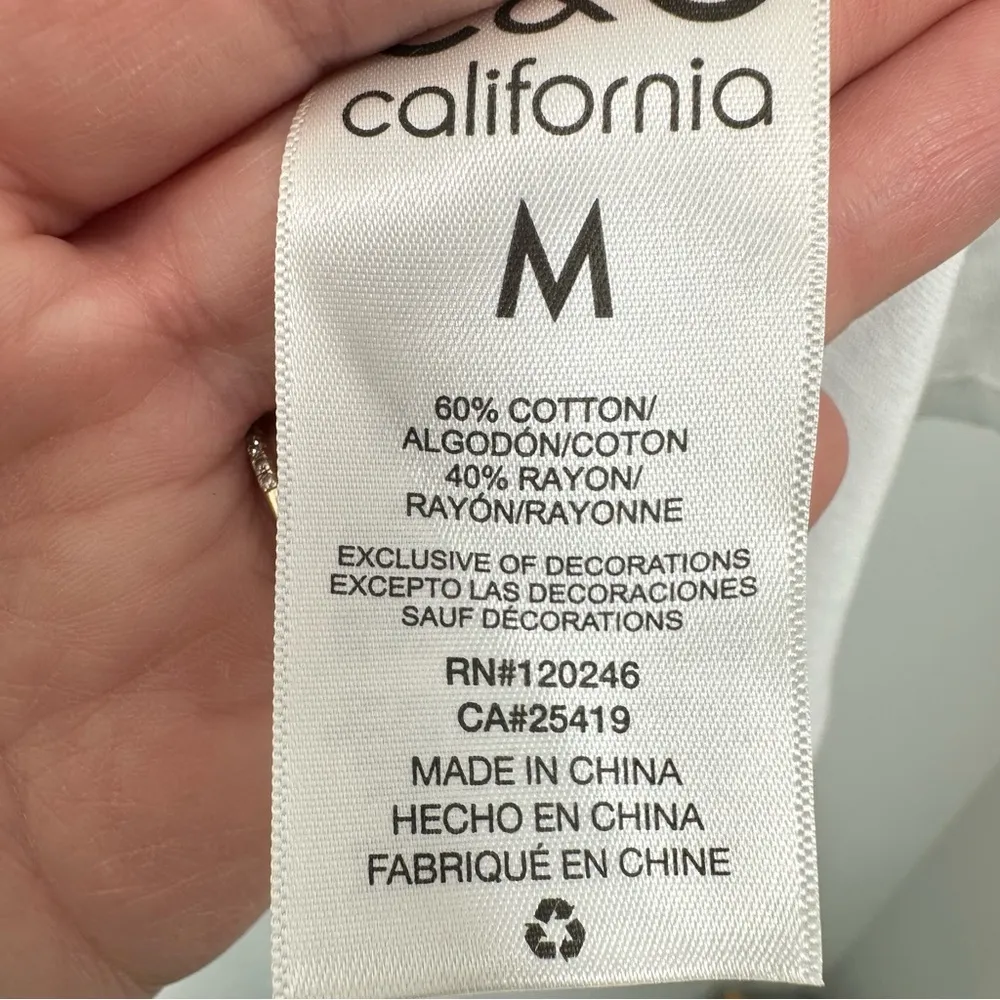 california
M
60% COTTON/
ALGODÓN/COTON
40% RAYON/
RAYÓN/RAYONNE
EXCLUSIVE OF DECORATIONS
EXCEPTO LAS DECORACIONES
SAUF DÉCORATIONS
RN#120246
CA#25419
MADE IN CHINA
HECHO EN CHINA
FABRIQUÉ EN CHINE